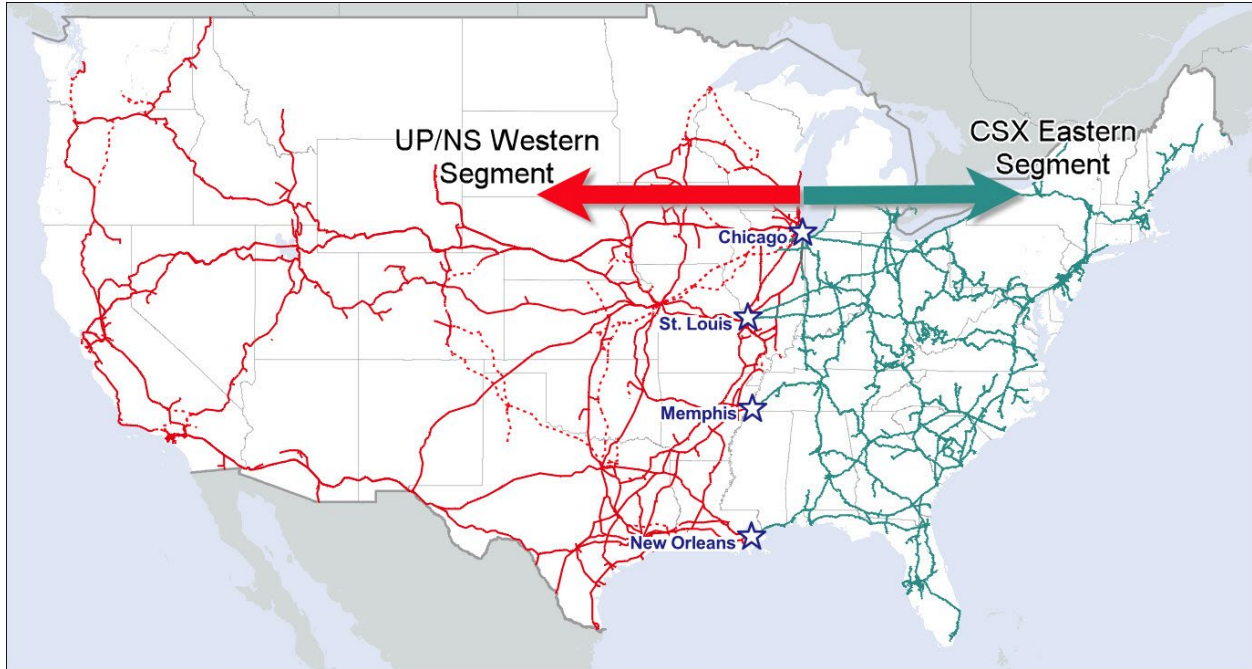 UP/NS Western
Segment
CSX Eastern
Segment
Chicago
St. Louis
Memphis
New Orleans